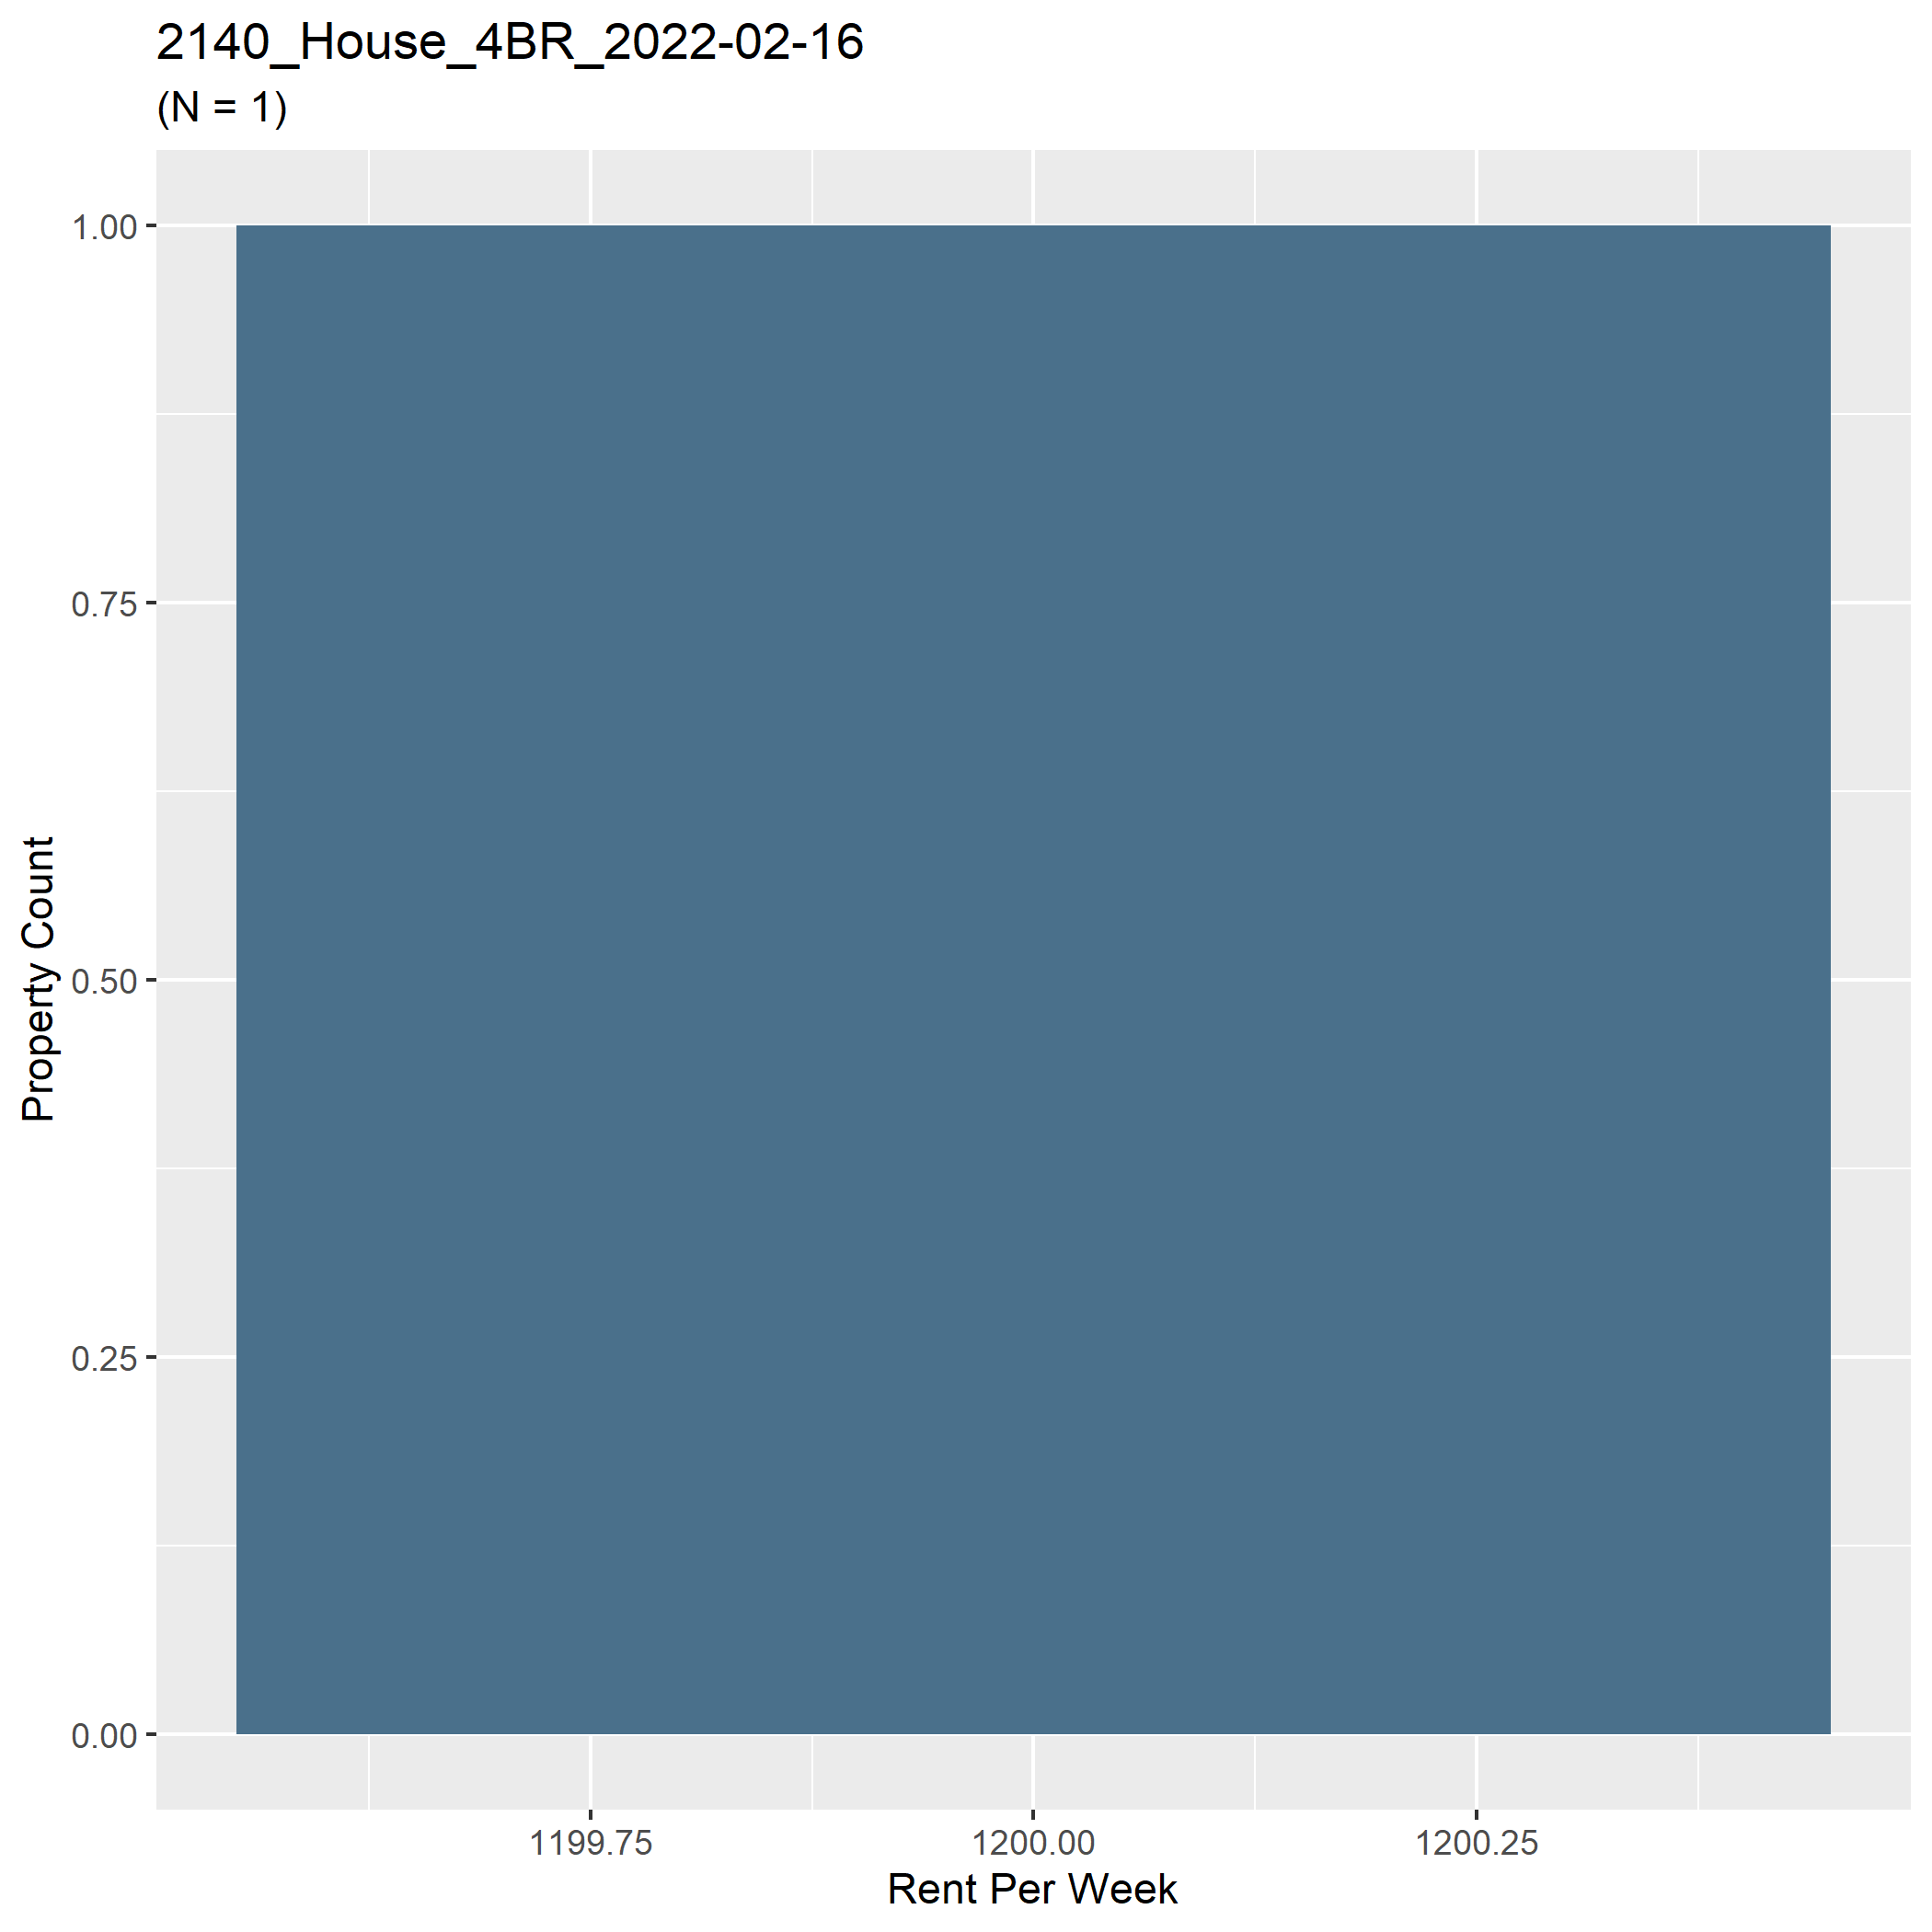 2140_House_4BR_2022-02-16
(N = 1)
Property Count
1.00
0.75
0.50
0.25
0.00
1199.75
1200.00
1200.25
Rent Per Week